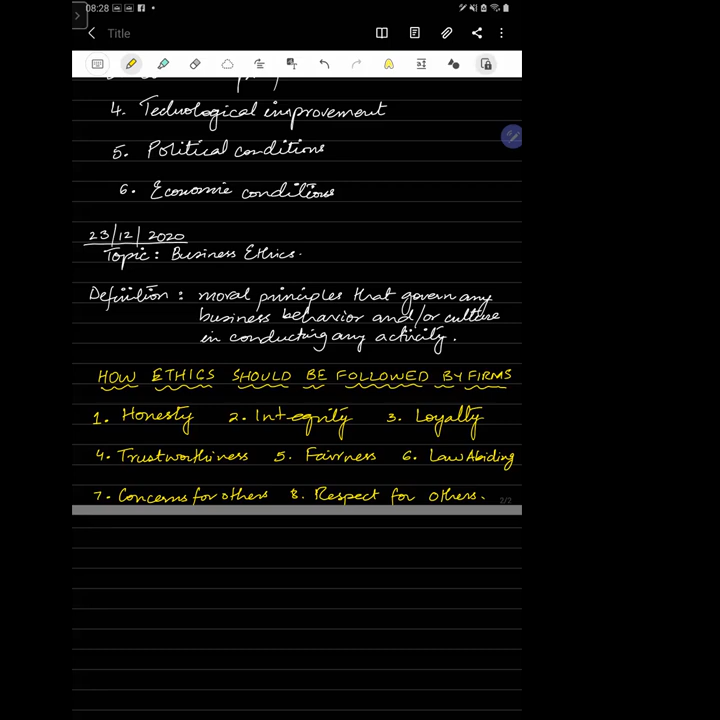 08:28
Title
4. Technological improvement
5. Political conditions
6. Economic conditions
23/12/2020
Topic: Business Ethics.
Definition: moral principles that govern any
business behavior and/or culture
in conducting any activity.
HOW ETHICS SHOULD BE FOLLOWED BY FIRMS
1. Honesty 2. Integrity 3. Loyalty
4. Trustworthiness 5. Fairness 6. Law Abiding
7. Concerns for others 8. Respect for others.
2/2